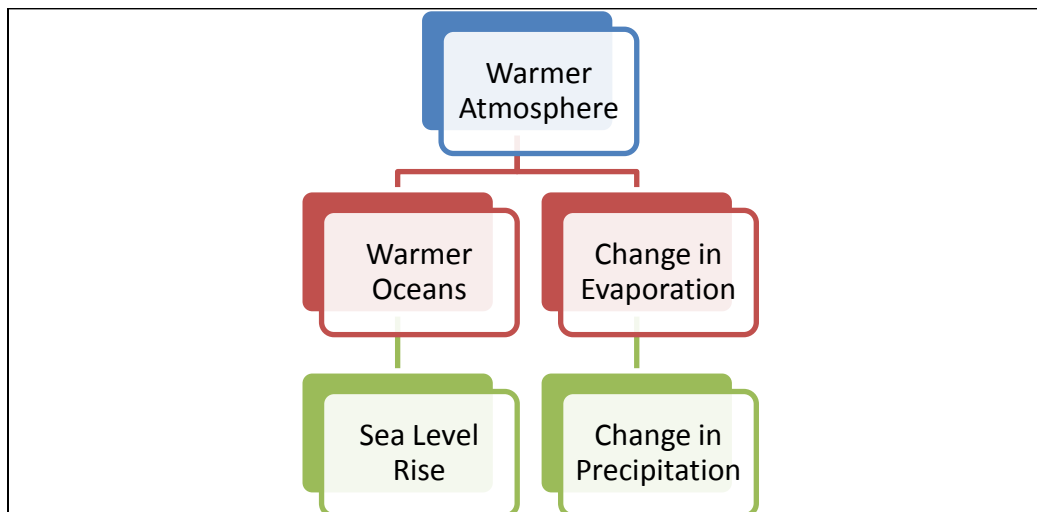 Warmer
Atmosphere
Warmer
Oceans
Change in
Evaporation
Sea Level
Rise
Change in
Precipitation